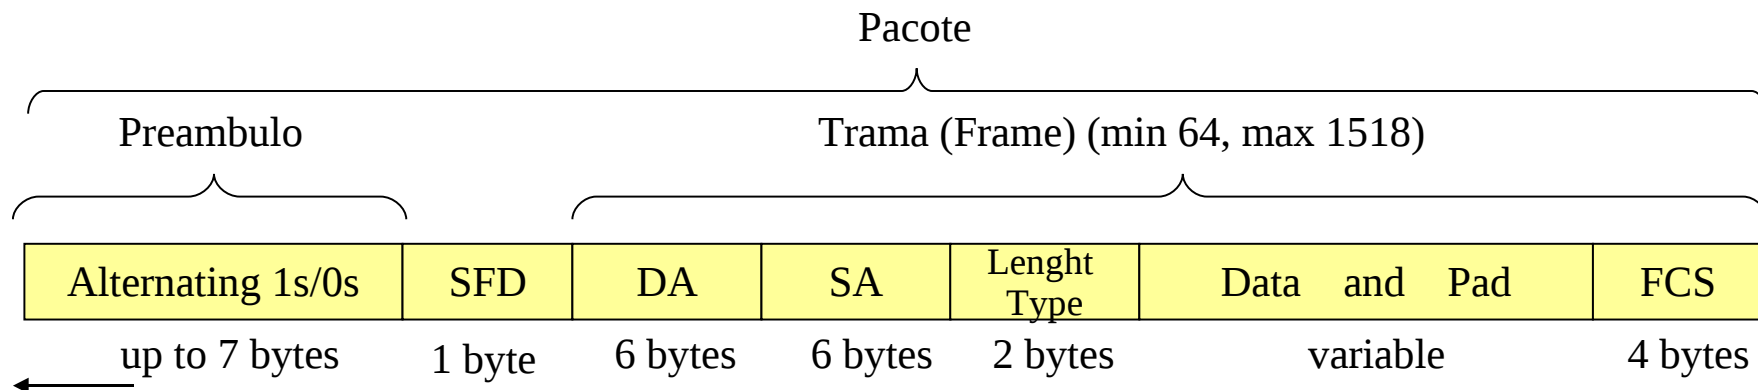 Pacote
Preambulo
Trama (Frame) (min 64, max 1518)
Alternating 1s/0s
SFD
DA
SA
Lenght
Type
Data and Pad
FCS
up to 7 bytes
1 byte
6 bytes
6 bytes
2 bytes
variable
4 bytes